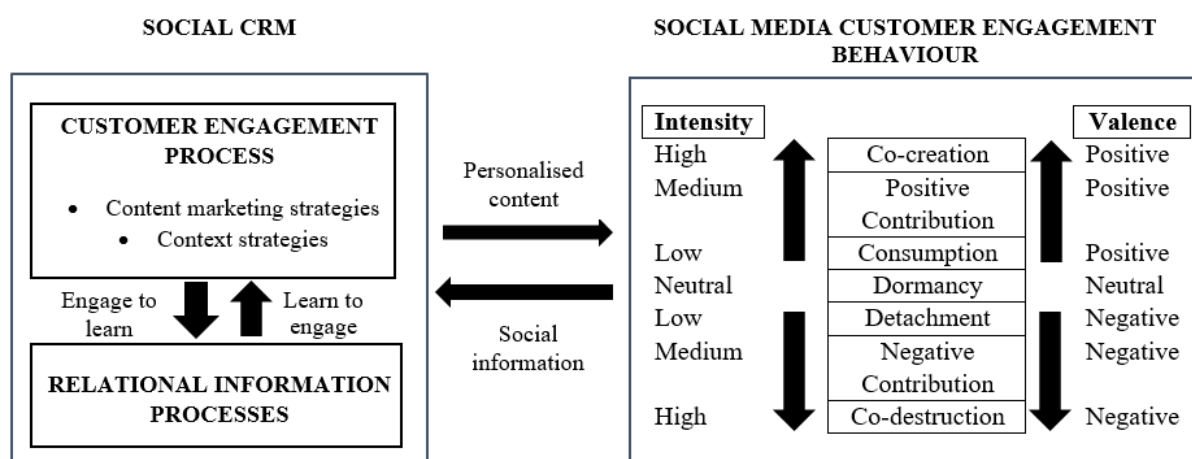 SOCIAL CRM
CUSTOMER ENGAGEMENT
PROCESS
• Content marketing strategies
• Context strategies
Engage to
learn
Learn to
engage
RELATIONAL INFORMATION
PROCESSES
Personalised
content
Social
information
SOCIAL MEDIA CUSTOMER ENGAGEMENT
BEHAVIOUR
Intensity
Valence
High
Co-creation
Positive
Medium
Positive
Contribution
Positive
Low
Consumption
Positive
Neutral
Dormancy
Neutral
Low
Detachment
Negative
Medium
Negative
Contribution
Negative
High
Co-destruction
Negative